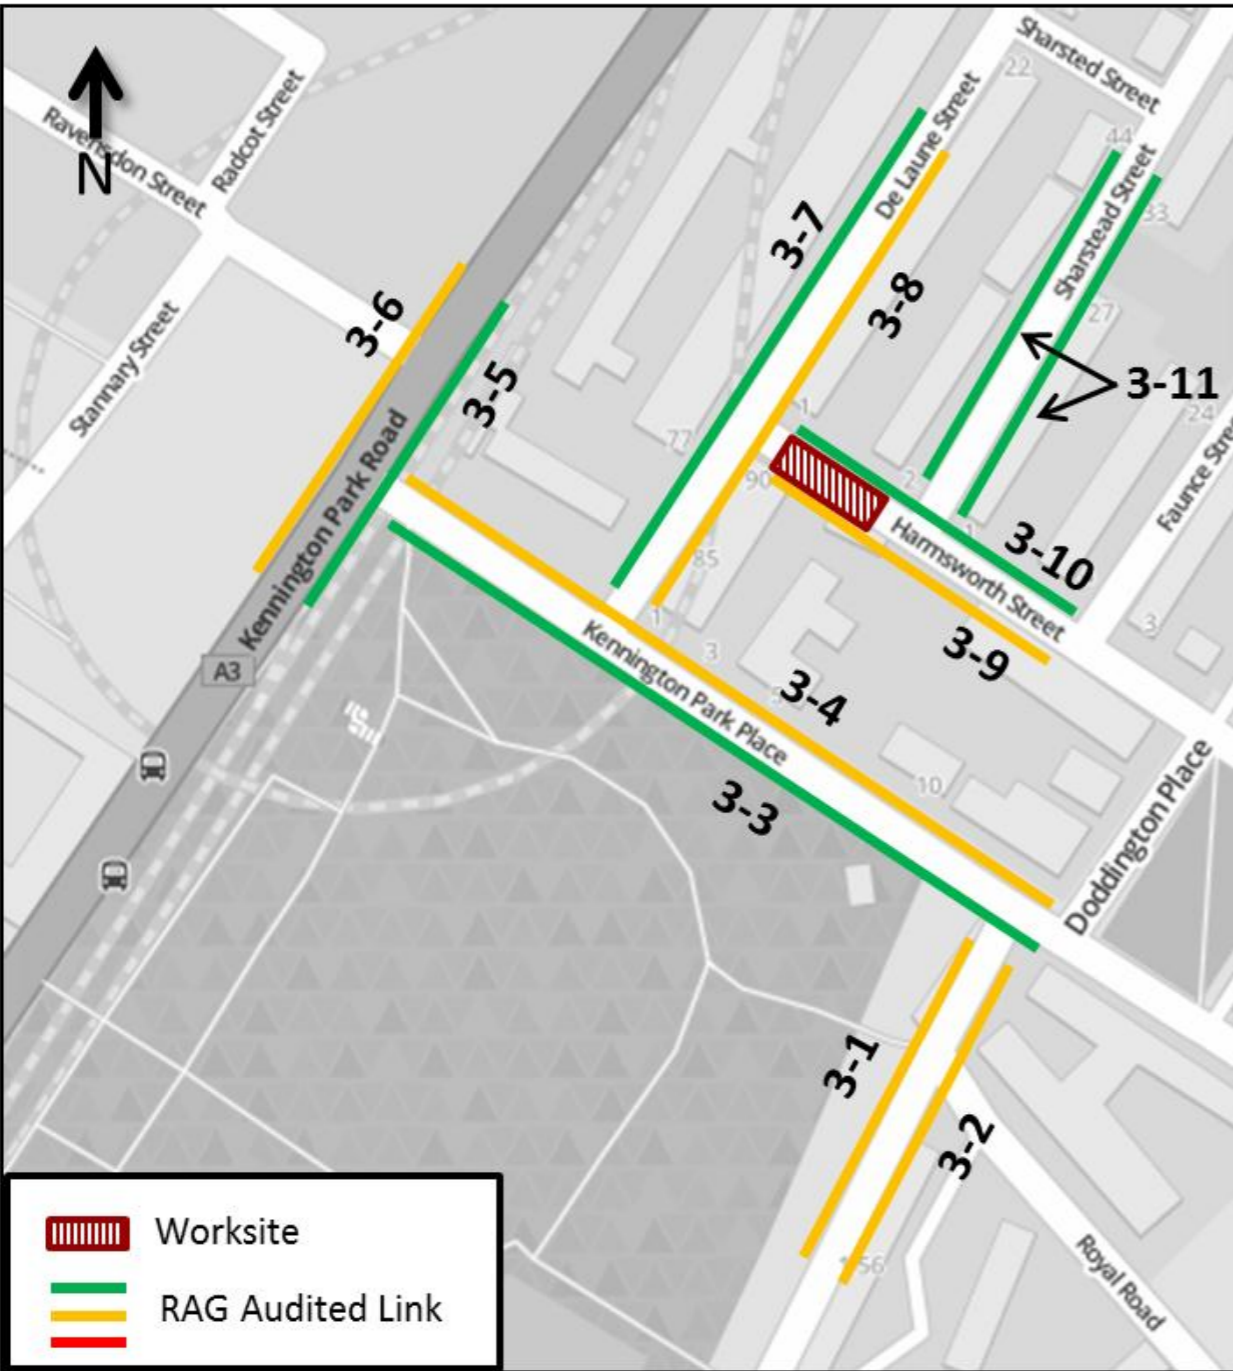 Sharsted Street
22
N
Ravensdon Street
Radcot Street
De Laune Street
44
Sharstead Street
33
3-7
3-8
3-6
Stannary Street
3-5
27
3-11
24
Faunce Stree
1
77
90
2
1
Kennington Park Road
Harmsworth Street
3-10
85
1
3
3
3-9
A3
Kennington Park Place
3-4
10
3-3
Doddington Place
3-1
3-2
56
Royal Road
Worksite
RAG Audited Link